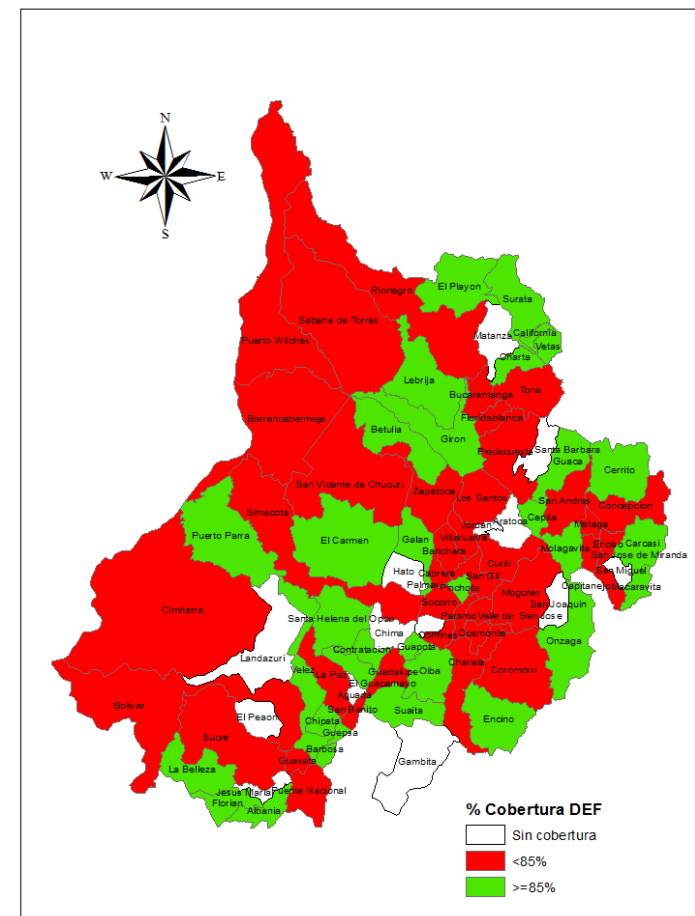 N
W
E
S
El Playon
Rionegro
Surata
Sabana de Torres
California
Matanza
Puerto Wilches
Vetas
Charta
Lebrija
Tona
Bucaramanga
Barrancabermeja
Floridablanca
Betulia
Giron
Piedecuesta
Santa Barbara
Guaca
Cerrito
San Vicente de Chucuri
Zapatoca
Los Santos
San Andres
Concepcion
Simacota
Cepita
Aratoca
Jordan
Malaga
Puerto Parra
El Carmen
Galan
Villanueva
Enciso
Carcasi
Barichara
Molagavita
San Jose de Miranda
Curiti
Hato
Cabrera
San Gil
San Miguel
Palmar
Pinchote
Capitanejo
Macaravita
Mogotes
Cimitarra
Socorro
San Joaquin
Santa Helena del Opon
Paramo
Valle de San Jose
Chima
Confines
Ocamonte
Onzaga
Contratacion
Guapota
Landazuri
Charala
Velez
La Paz
Guadalupe
Oiba
Coromoro
El Guacamayo
Aguada
Bolivar
San Benito
Suaita
El Peaon
Chipata
Encino
Guepsa
Sucre
Barbosa
Guavata
Gambita
La Belleza
Jesus Maria
Puente Nacional
Florian
Albania
% Cobertura DEF
Sin cobertura
<85%
>=85%